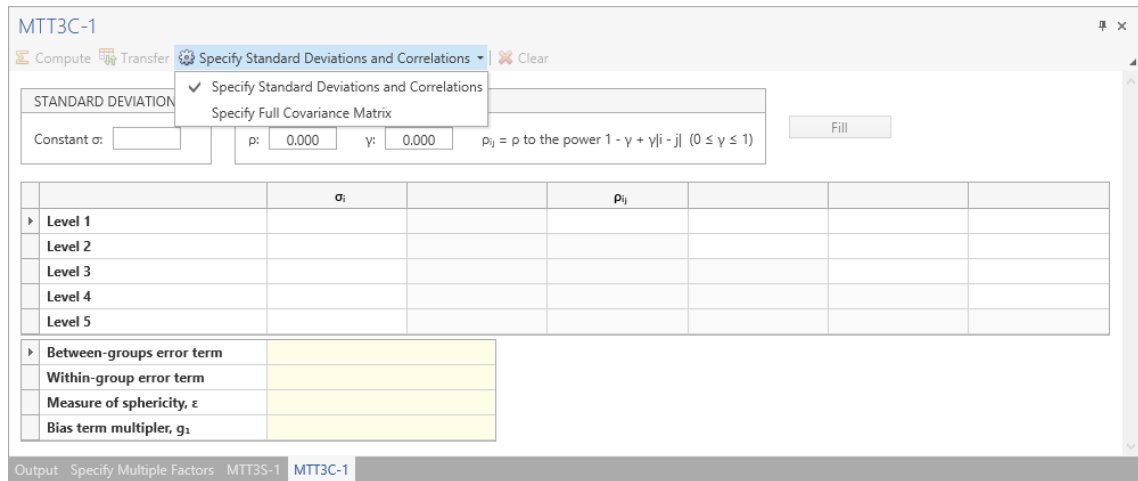 MTT3C-1
Compute Transfer Specify Standard Deviations and Correlations Clear
Specify Standard Deviations and Correlations
Specify Full Covariance Matrix
STANDARD DEVIATION
Constant σ:
ρ: 0.000 γ: 0.000 ρij = ρ to the power 1 - γ + γ|i - j| (0 ≤ γ ≤ 1)
Fill
σi ρij
Level 1
Level 2
Level 3
Level 4
Level 5
Between-groups error term
Within-group error term
Measure of sphericity, ε
Bias term multipler, g₁
Output Specify Multiple Factors MTT3S-1 MTT3C-1